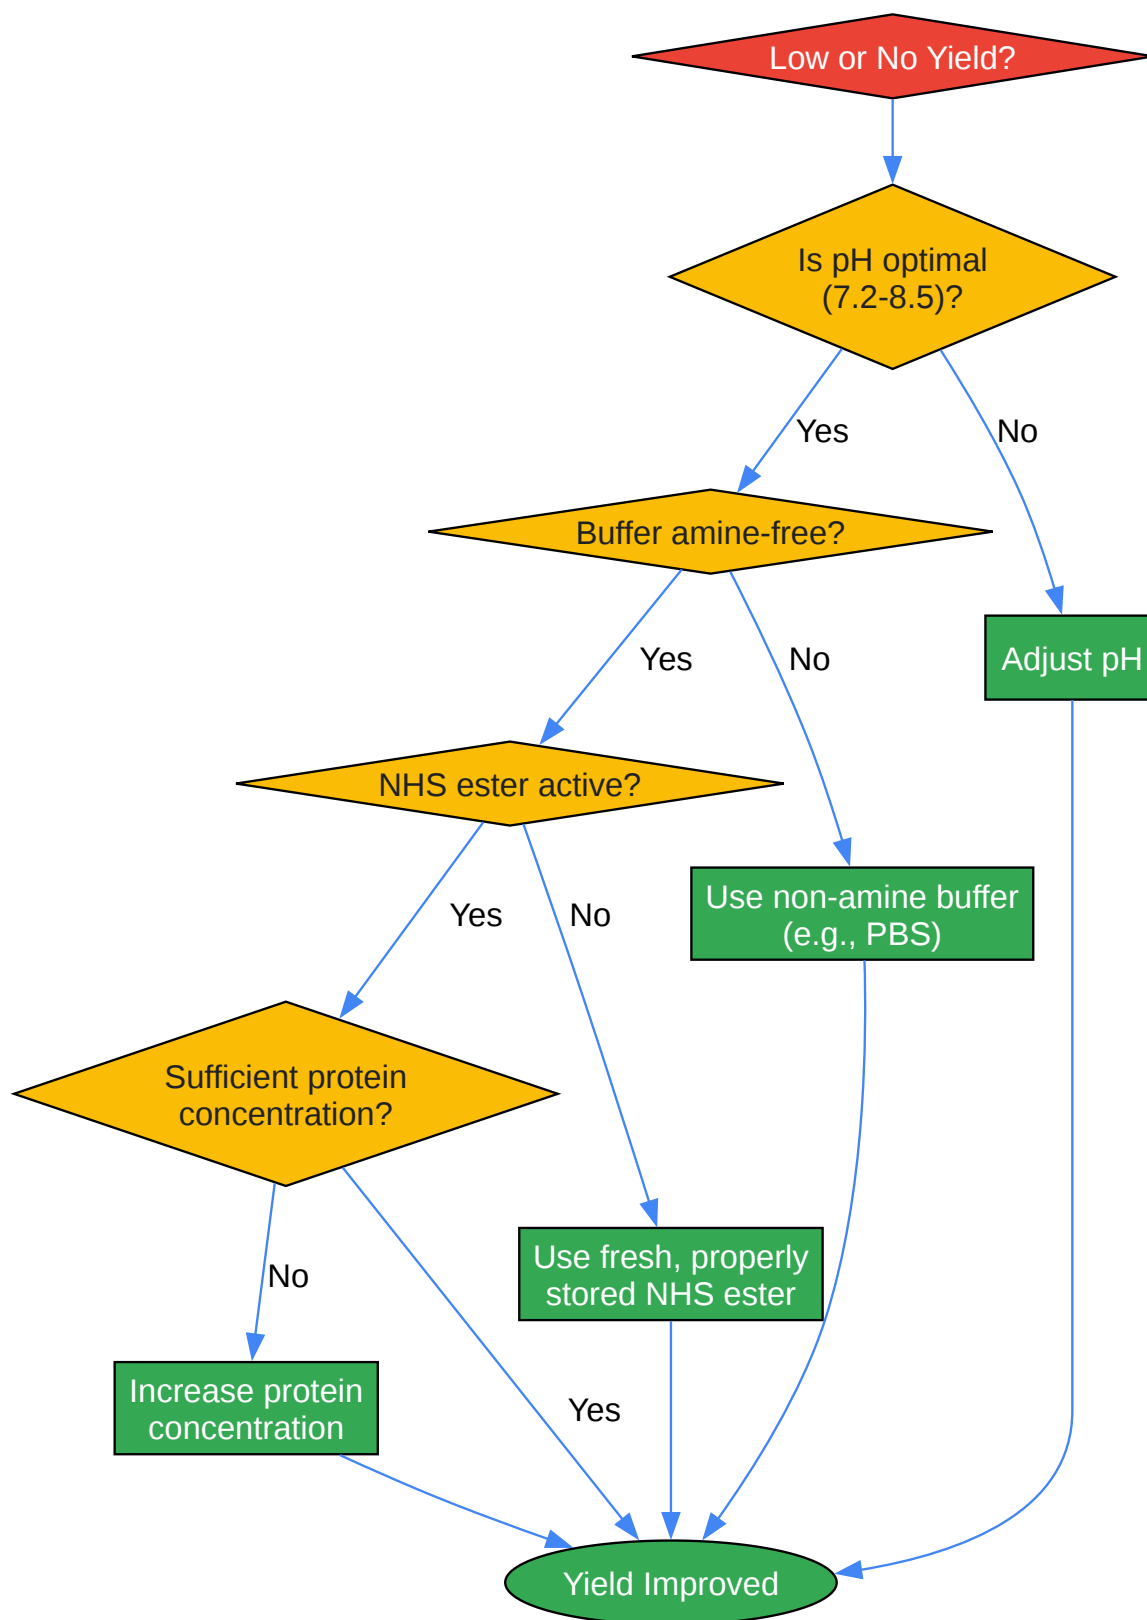 Low or No Yield?
Is pH optimal
(7.2-8.5)?
Yes
No
Buffer amine-free?
Yes
No
Adjust pH
NHS ester active?
Yes
No
Use non-amine buffer
(e.g., PBS)
Sufficient protein
concentration?
No
Use fresh, properly
stored NHS ester
Increase protein
concentration
Yes
Yield Improved